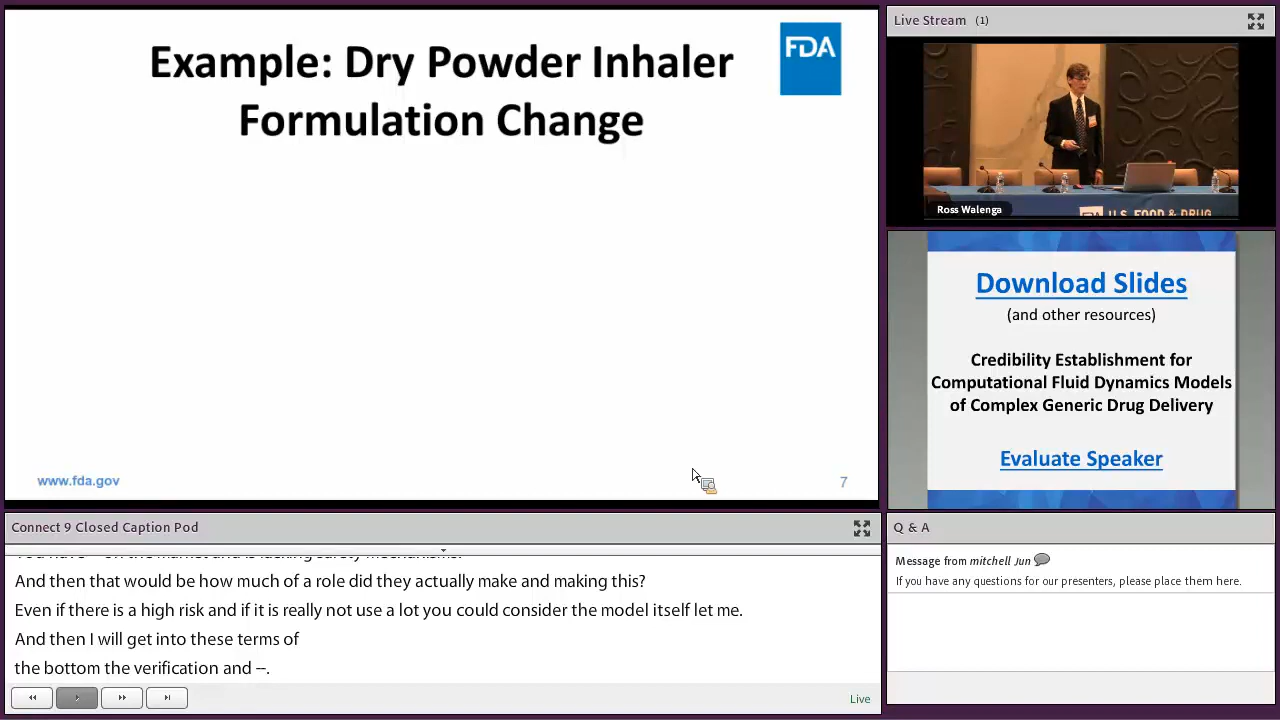 Example: Dry Powder Inhaler
Formulation Change
FDA
www.fda.gov
7
Live Stream (1)
Ross Walenga
U.S. FOOD & DRUG
Download Slides
(and other resources)
Credibility Establishment for
Computational Fluid Dynamics Models
of Complex Generic Drug Delivery
Evaluate Speaker
Connect 9 Closed Caption Pod
And then that would be how much of a role did they actually make and making this?
Even if there is a high risk and if it is really not use a lot you could consider the model itself let me.
And then I will get into these terms of
the bottom the verification and --.
Live
Q & A
Message from mitchell Jun
If you have any questions for our presenters, please place them here.